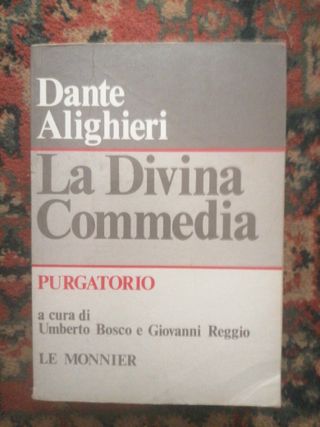 Dante
Alighieri
La Divina
Commedia
PURGATORIO
a cura di
Umberto Bosco e Giovanni Reggio
LE MONNIER